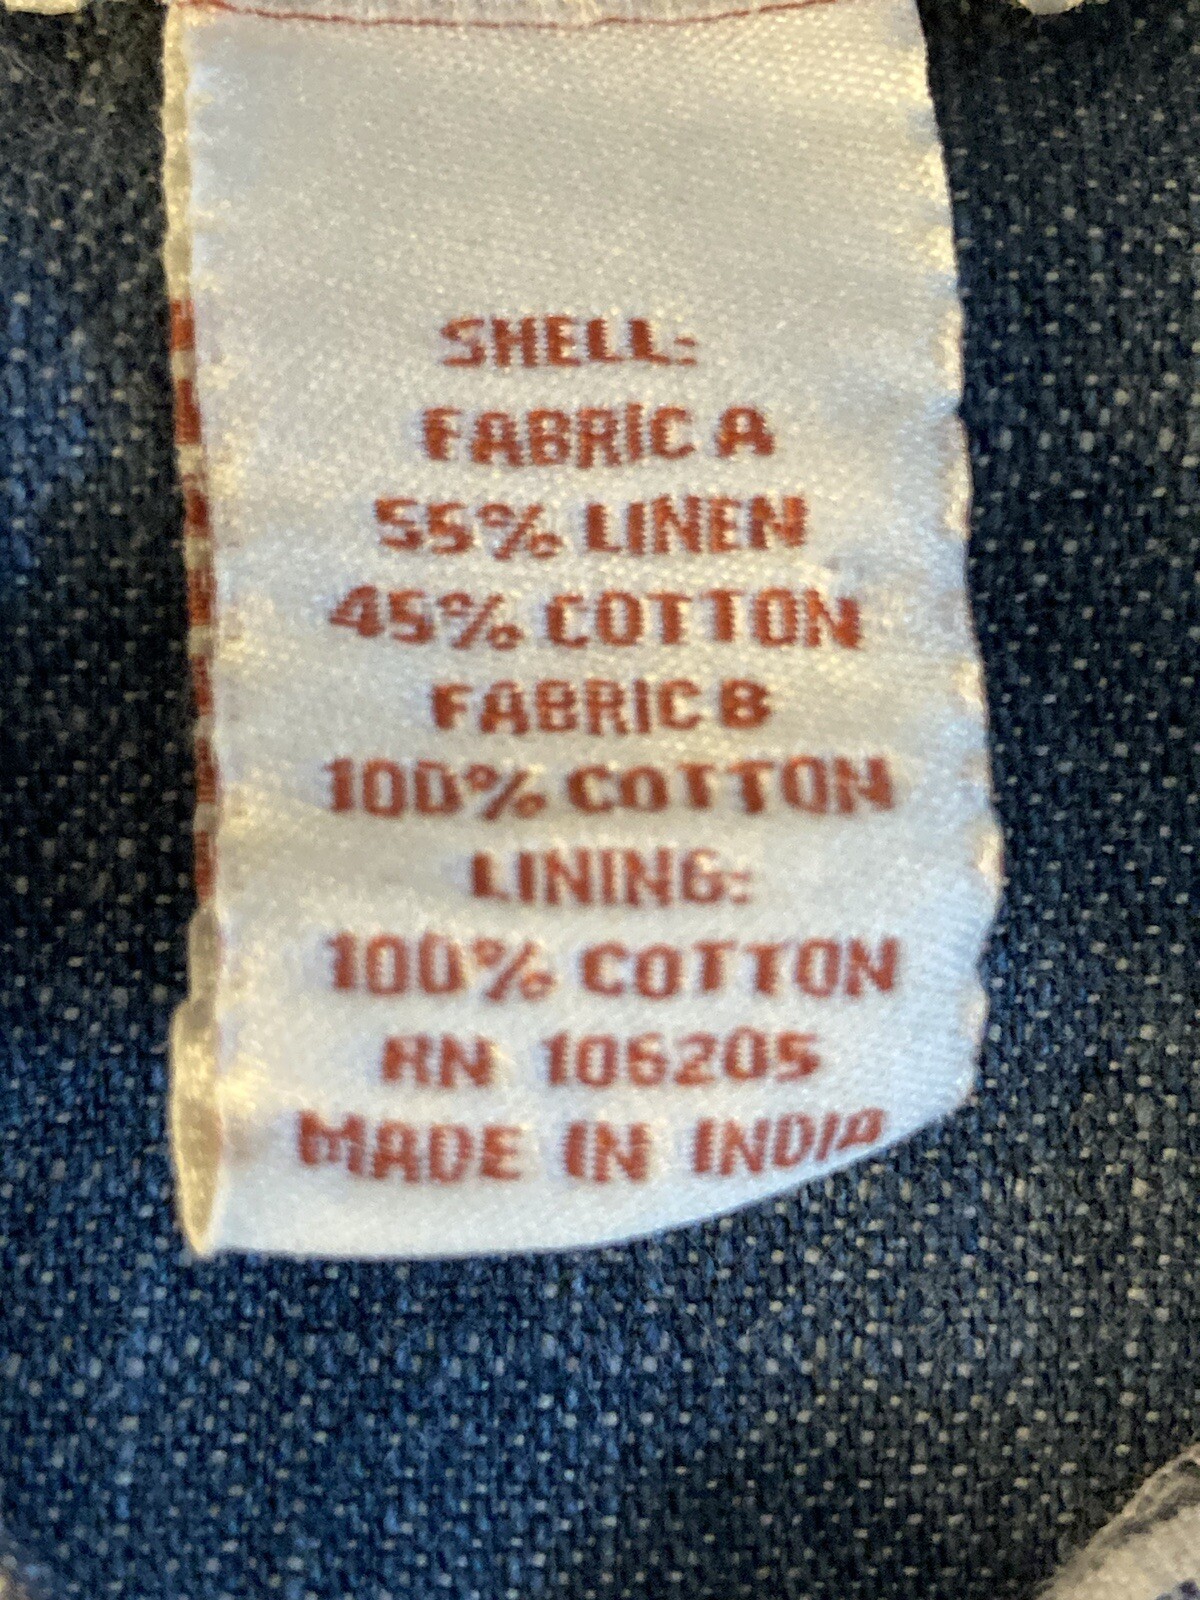 SHELL:
FABRIC A
55% LINEN
45% COTTON
FABRIC B
100% COTTON
LINING:
100% COTTON
RN 106205
MADE IN INDIA